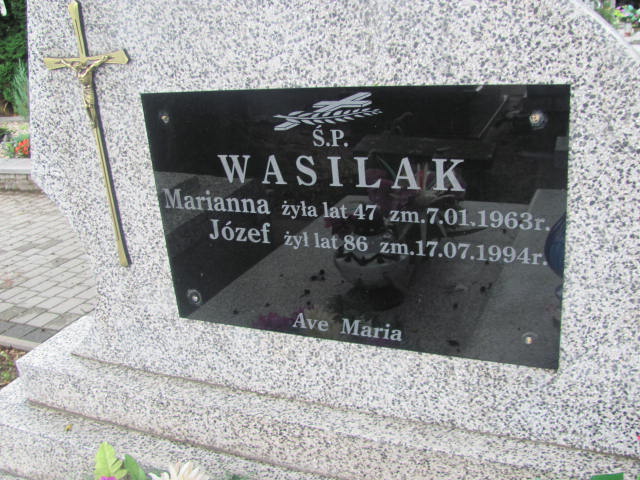 Ś.P.
WASILAK
Marianna żyła lat 47 zm.7.01.1963r.
Józef żył lat 86 zm.17.07.1994r.
Ave Maria